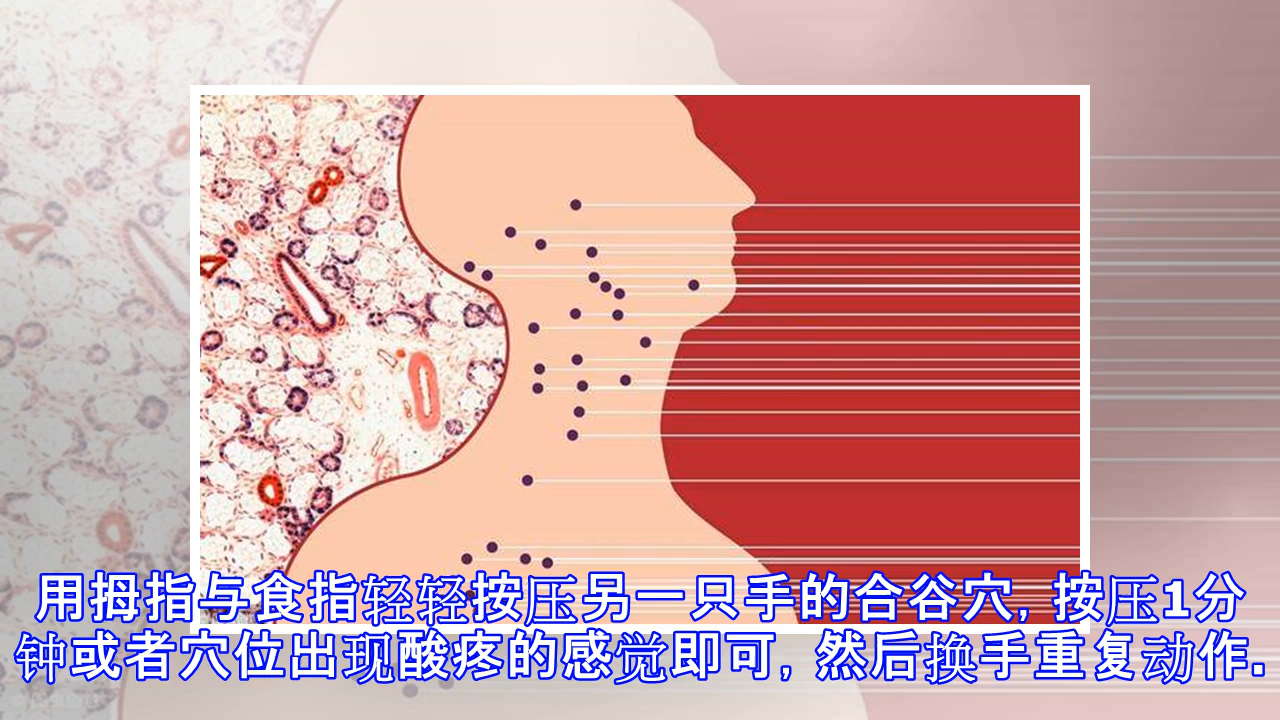 用拇指与食指轻轻按压另一只手的合谷穴, 按压1分
钟或者穴位出现酸疼的感觉即可, 然后换手重复动作.